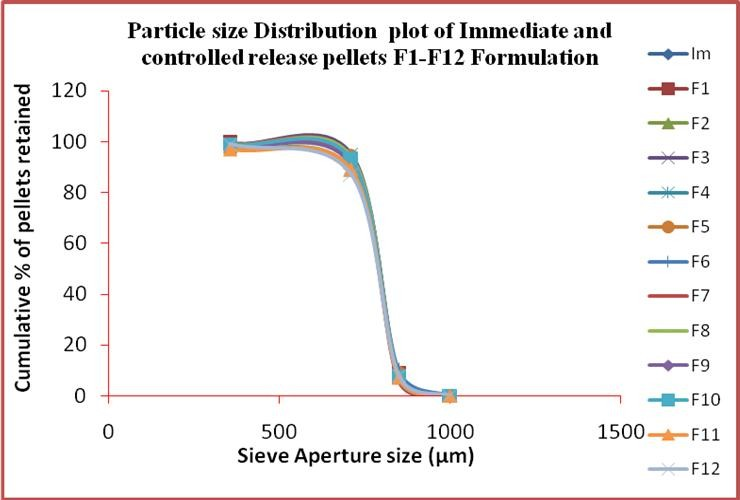 Particle size Distribution plot of Immediate and
controlled release pellets F1-F12 Formulation
Cumulative % of pellets retained
120
100
80
60
40
20
0
0 500 1000 1500
Sieve Aperture size (µm)
Im
F1
F2
F3
F4
F5
F6
F7
F8
F9
F10
F11
F12